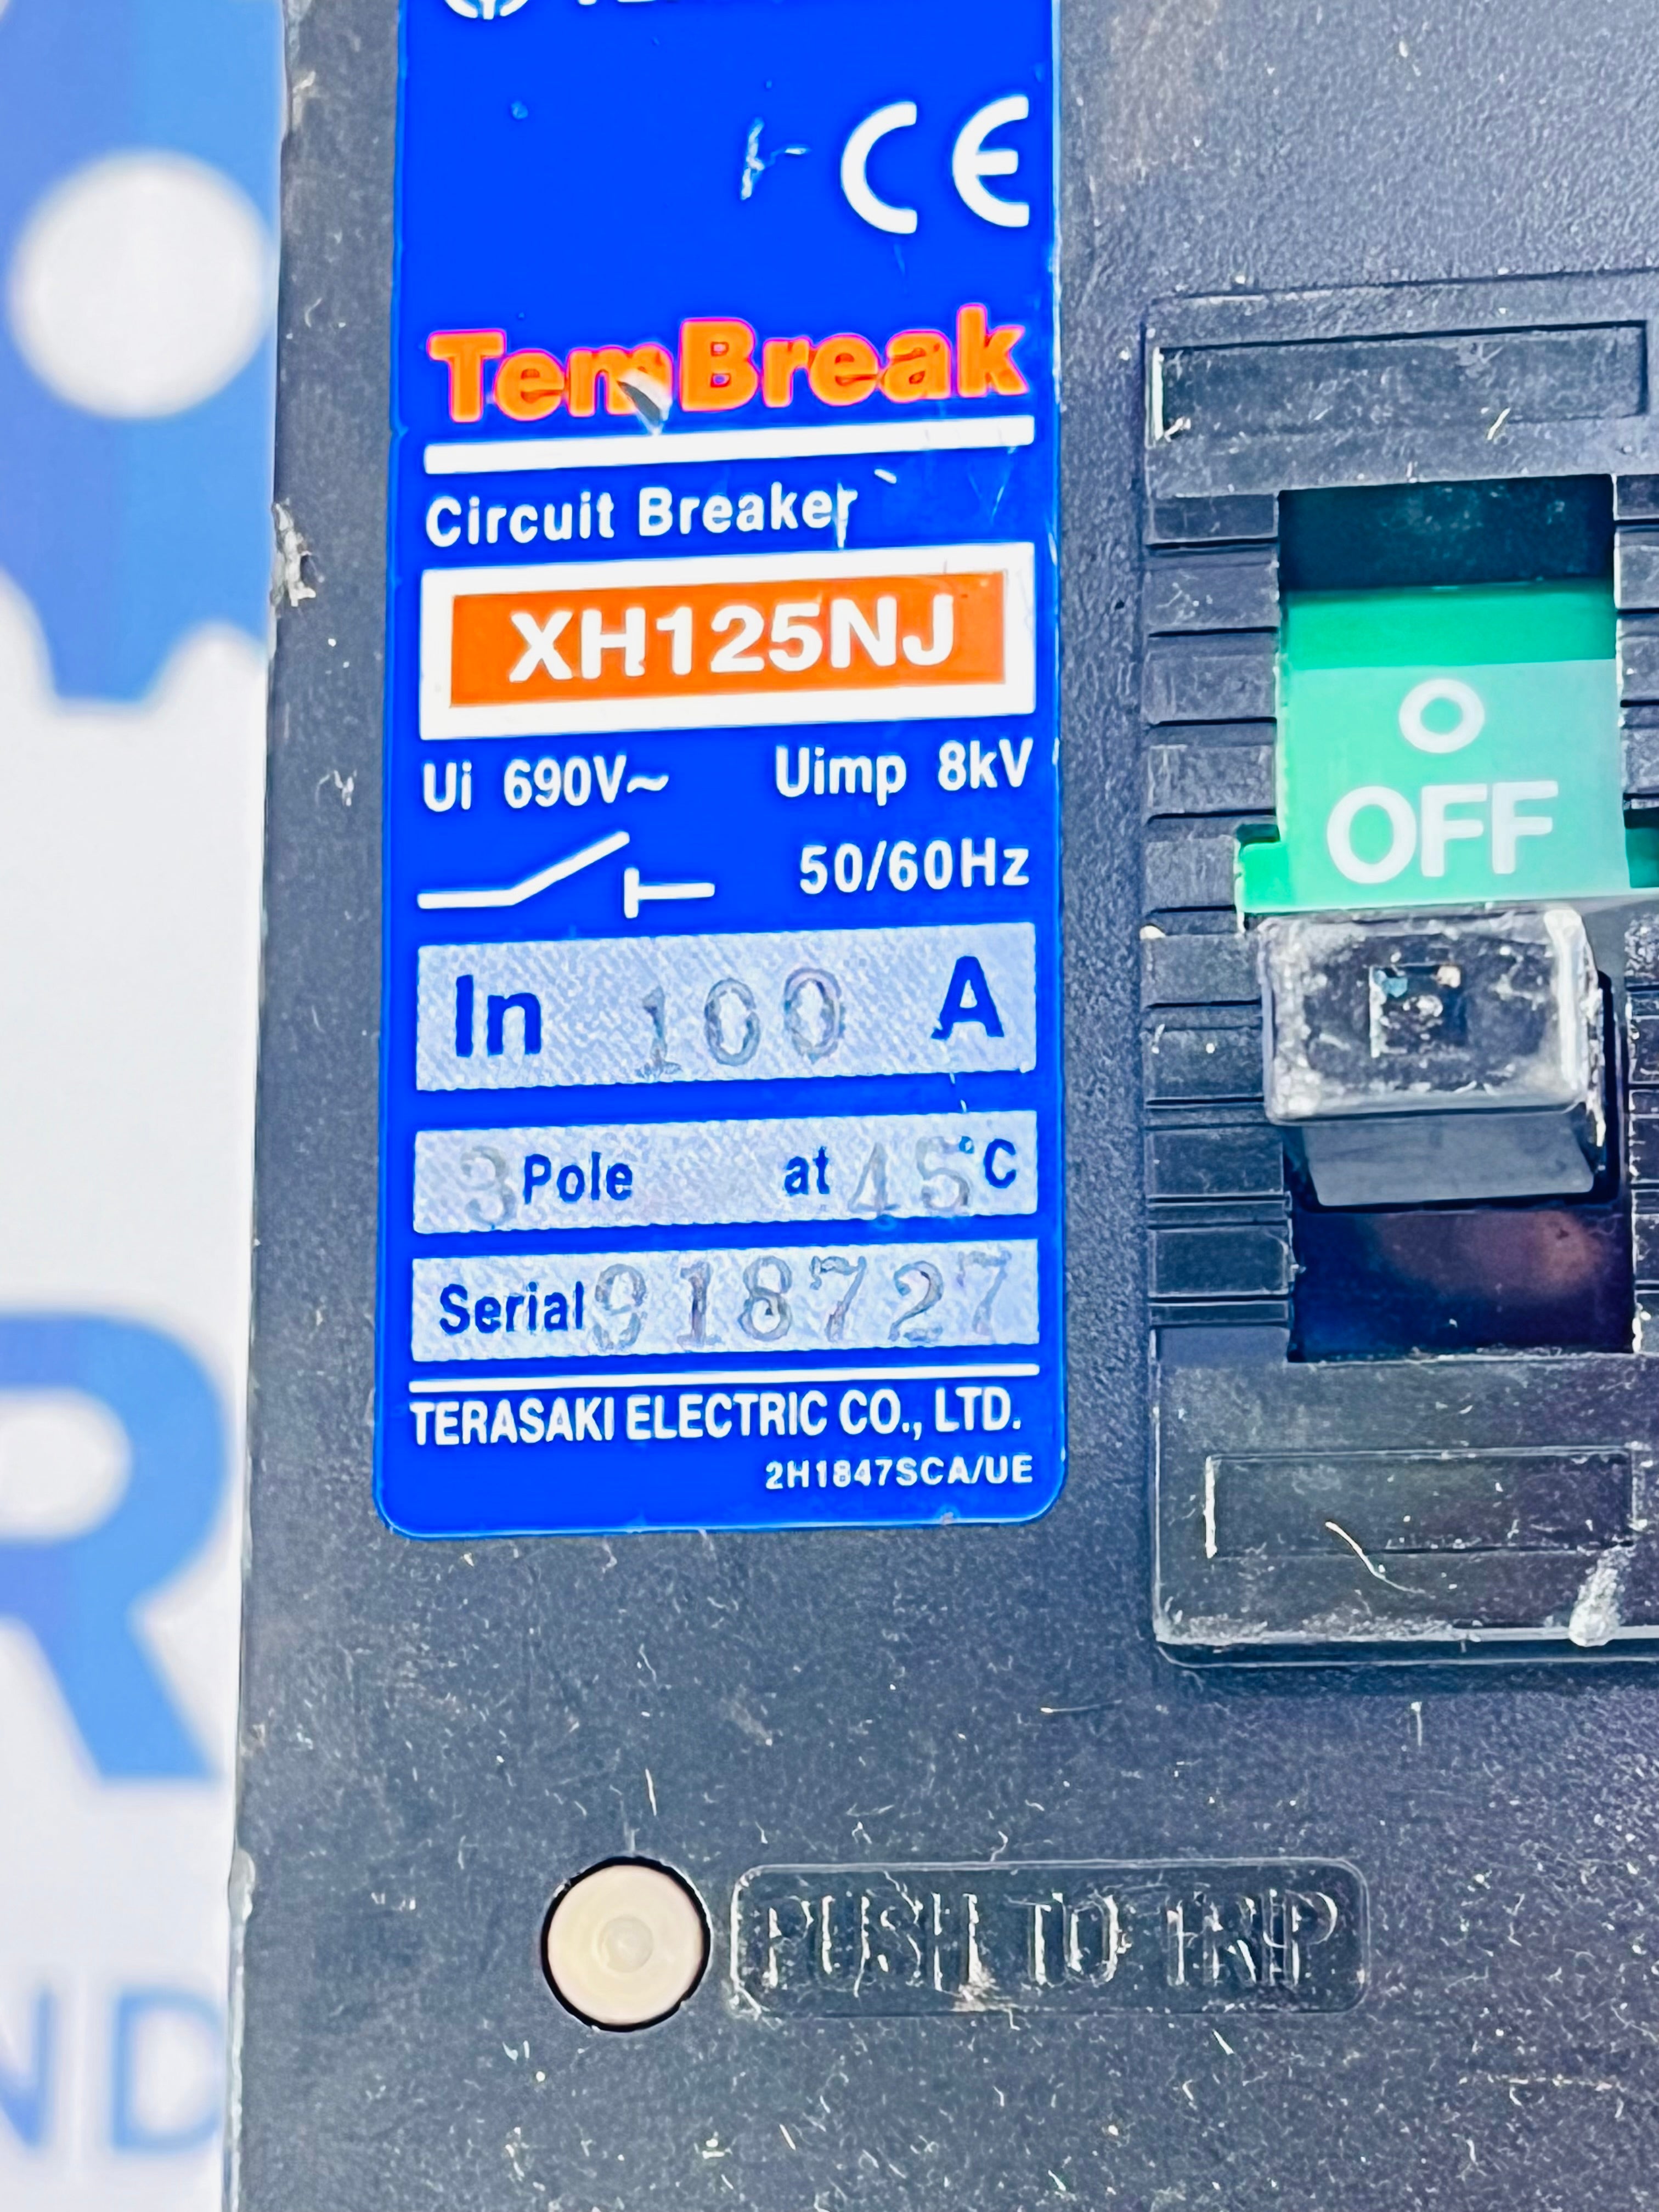 CE
TemBreak
Circuit Breaker
XH125NJ
Ui 690V~ Uimp 8kV
50/60Hz
In 100 A
3 Pole at 45°C
Serial 918727
TERASAKI ELECTRIC CO., LTD.
2H1847SCA/UE
O
OFF
PUSH TO TRIP
R
ND